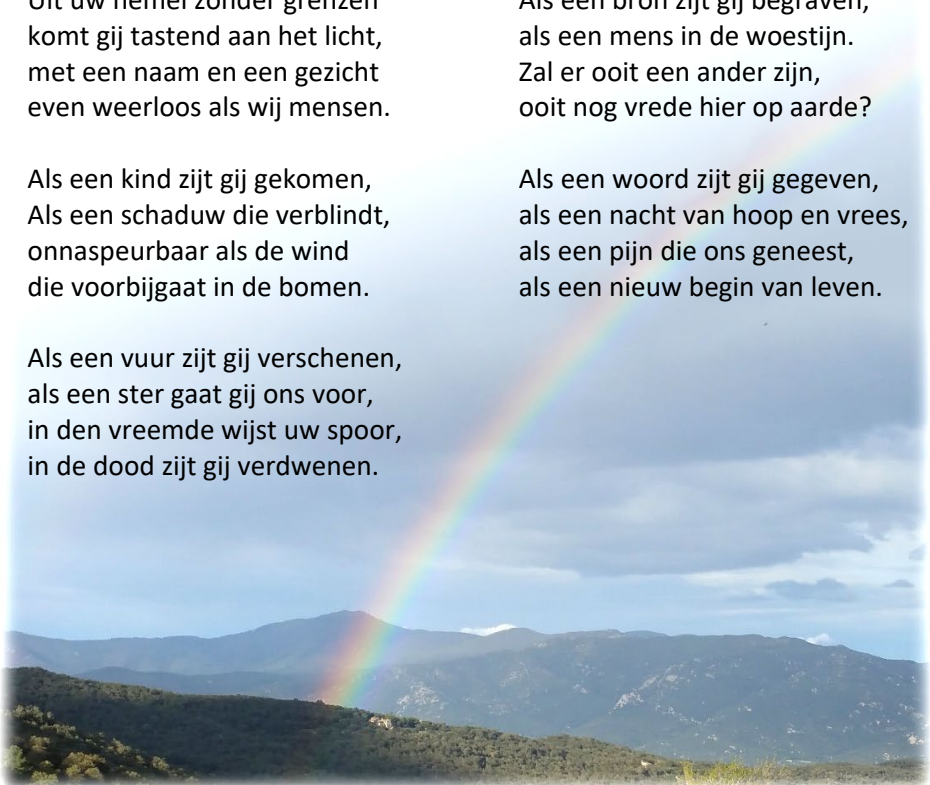 Uit uw hemel zonder grenzen
komt gij tastend aan het licht,
met een naam en een gezicht
even weerloos als wij mensen.
Als een kind zijt gij gekomen,
Als een schaduw die verblindt,
onnaspeurbaar als de wind
die voorbijgaat in de bomen.
Als een vuur zijt gij verschenen,
als een ster gaat gij ons voor,
in den vreemde wijst uw spoor,
in de dood zijt gij verdwenen.
Als een bron zijt gij begraven,
als een mens in de woestijn.
Zal er ooit een ander zijn,
ooit nog vrede hier op aarde?
Als een woord zijt gij gegeven,
als een nacht van hoop en vrees,
als een pijn die ons geneest,
als een nieuw begin van leven.